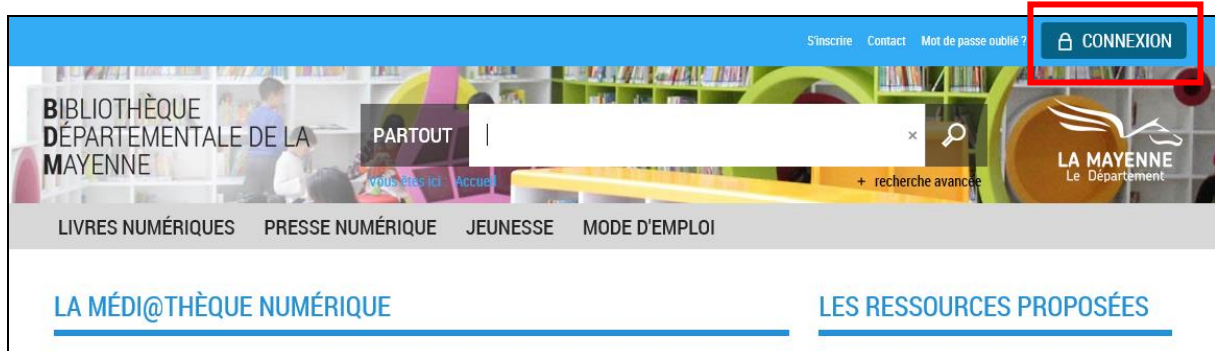 S'inscrire Contact Mot de passe oublié ? CONNEXION
BIBLIOTHÈQUE
DÉPARTEMENTALE DE LA
MAYENNE
PARTOUT ×
Vous êtes ici : Accueil
+ recherche avancée
LA MAYENNE
Le Département
LIVRES NUMÉRIQUES PRESSE NUMÉRIQUE JEUNESSE MODE D'EMPLOI
LA MÉDI@THÈQUE NUMÉRIQUE
LES RESSOURCES PROPOSÉES